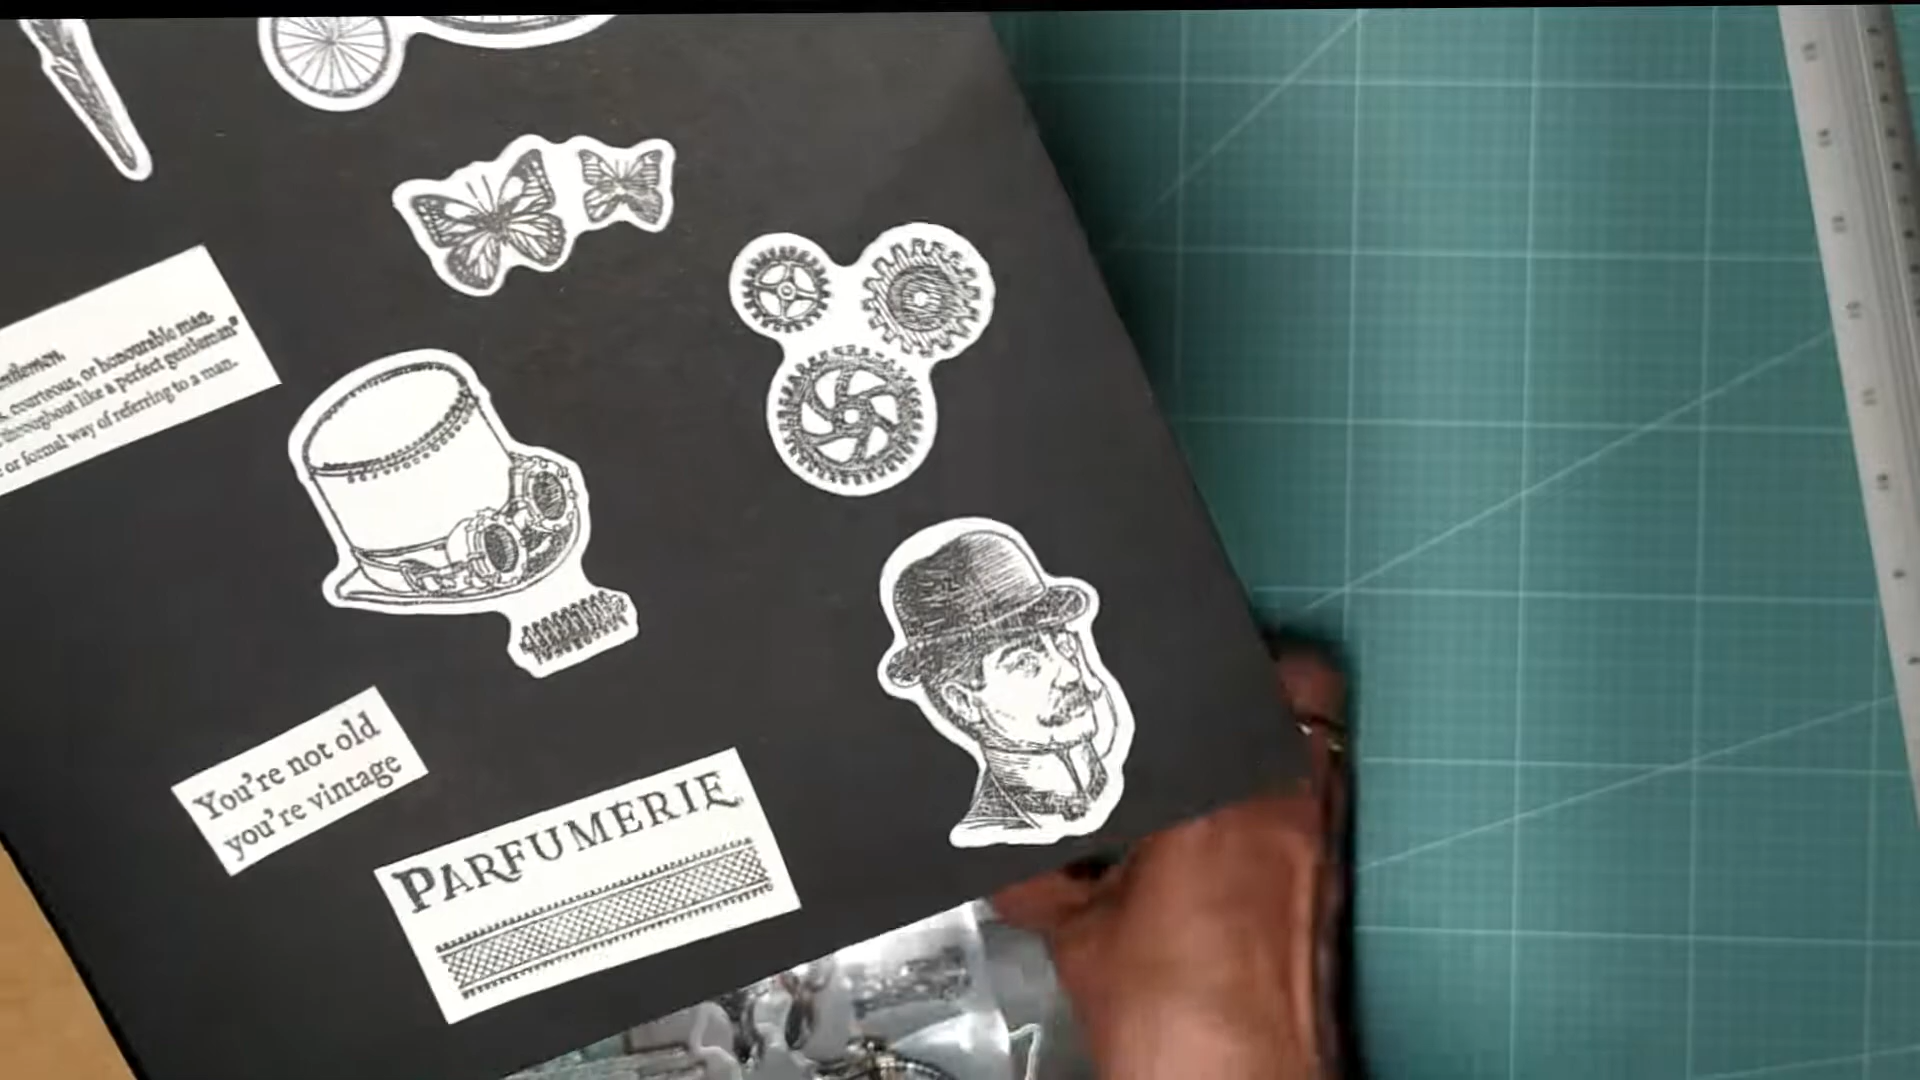 gentlemen.
courteous, or honourable man.
throughout like a perfect gentleman"
or formal way of referring to a man.
You're not old
you're vintage
PARFUMERIE